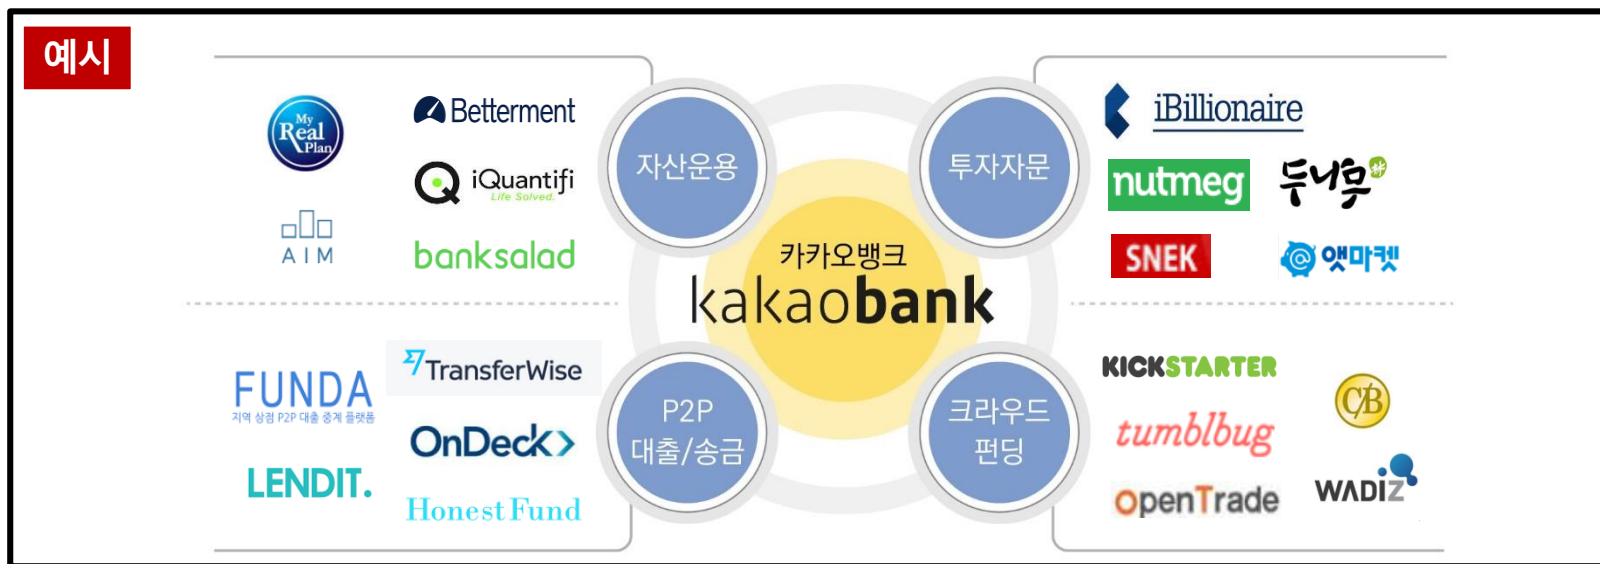 예시
My
Real
Plan
Betterment
iQuantifi
Life Solved.
AIM
banksalad
자산운용
투자자문
iBillionaire
nutmeg
두나무
SNEK
앳마켓
카카오뱅크
kakaobank
FUNDA
지역 상점 P2P 대출 중계 플랫폼
TransferWise
OnDeck
LENDIT.
HonestFund
P2P
대출/송금
크라우드
펀딩
KICKSTARTER
CB
tumblbug
OpenTrade
WADIZ